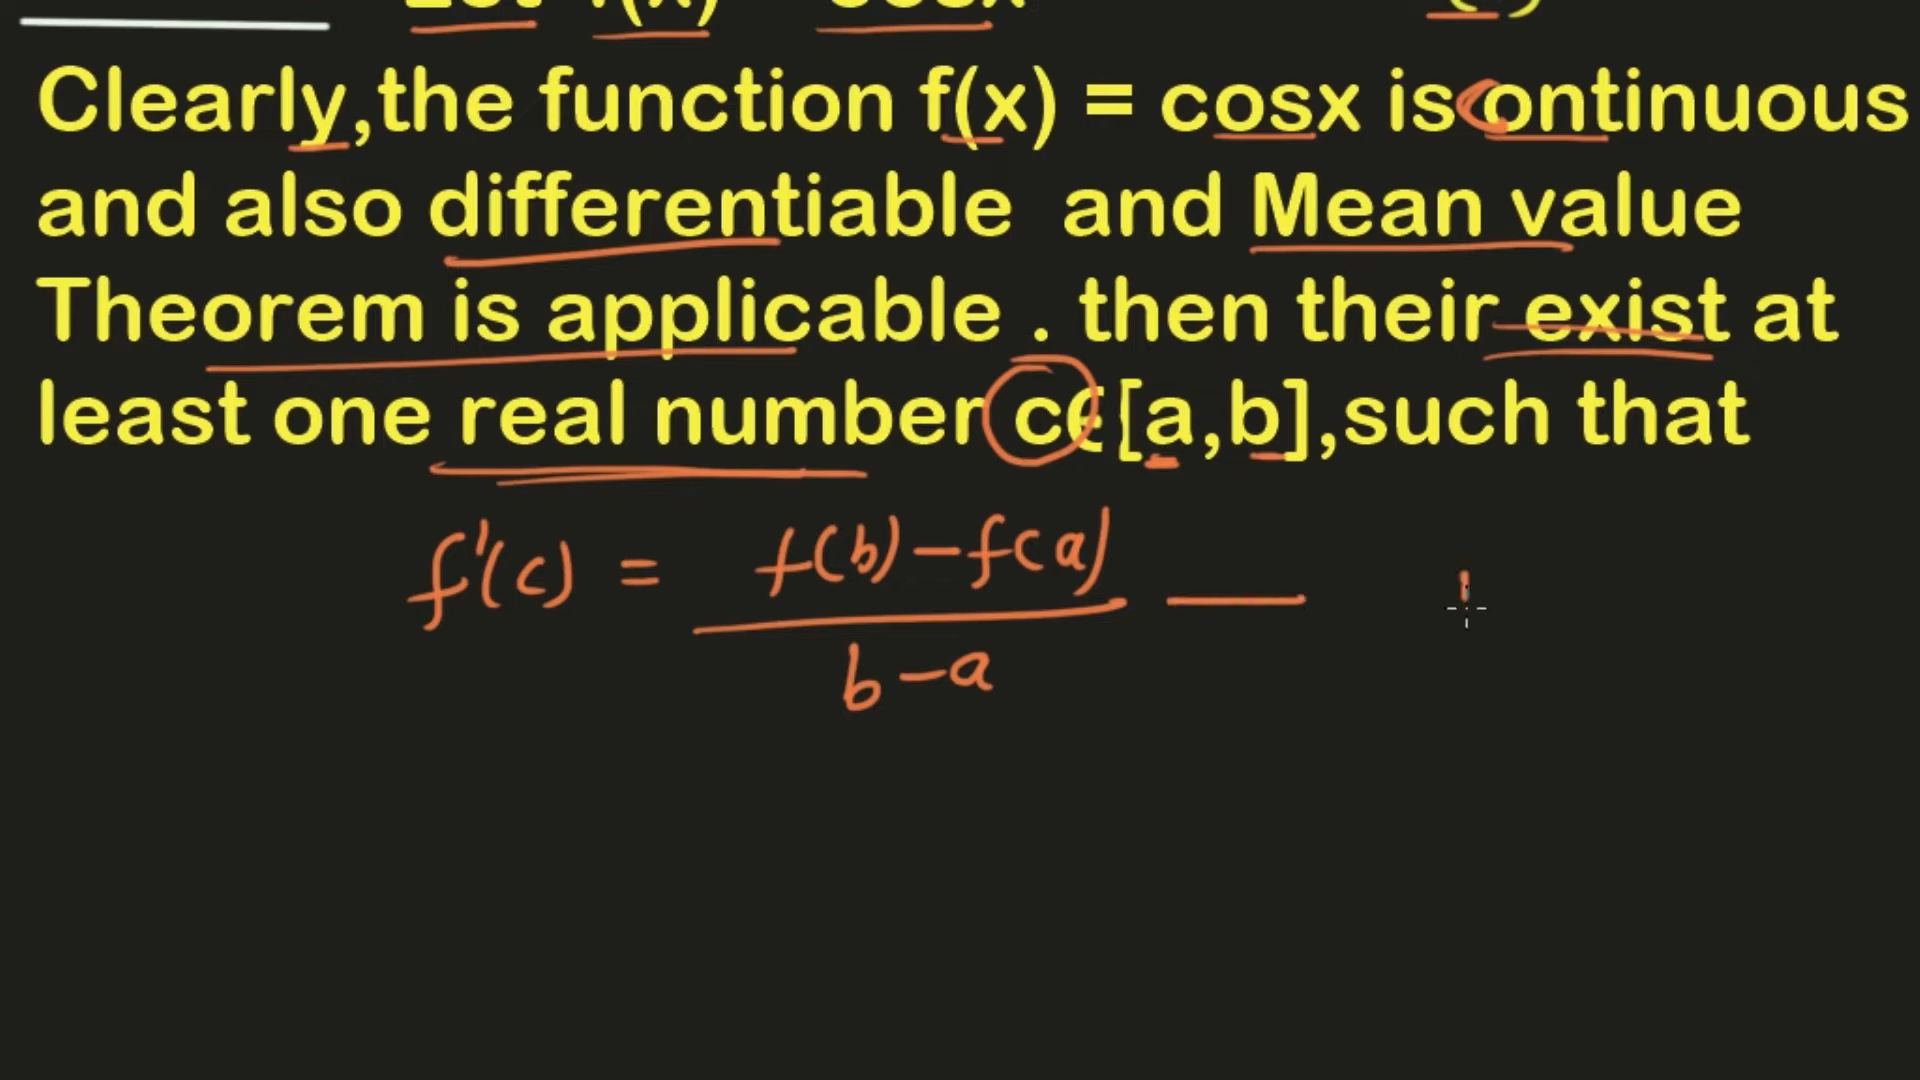 Clearly,the function f(x) = cosx is continuous
and also differentiable and Mean value
Theorem is applicable . then their exist at
least one real number c∈[a,b],such that
f'(c) = f(b)-f(a) —
b-a